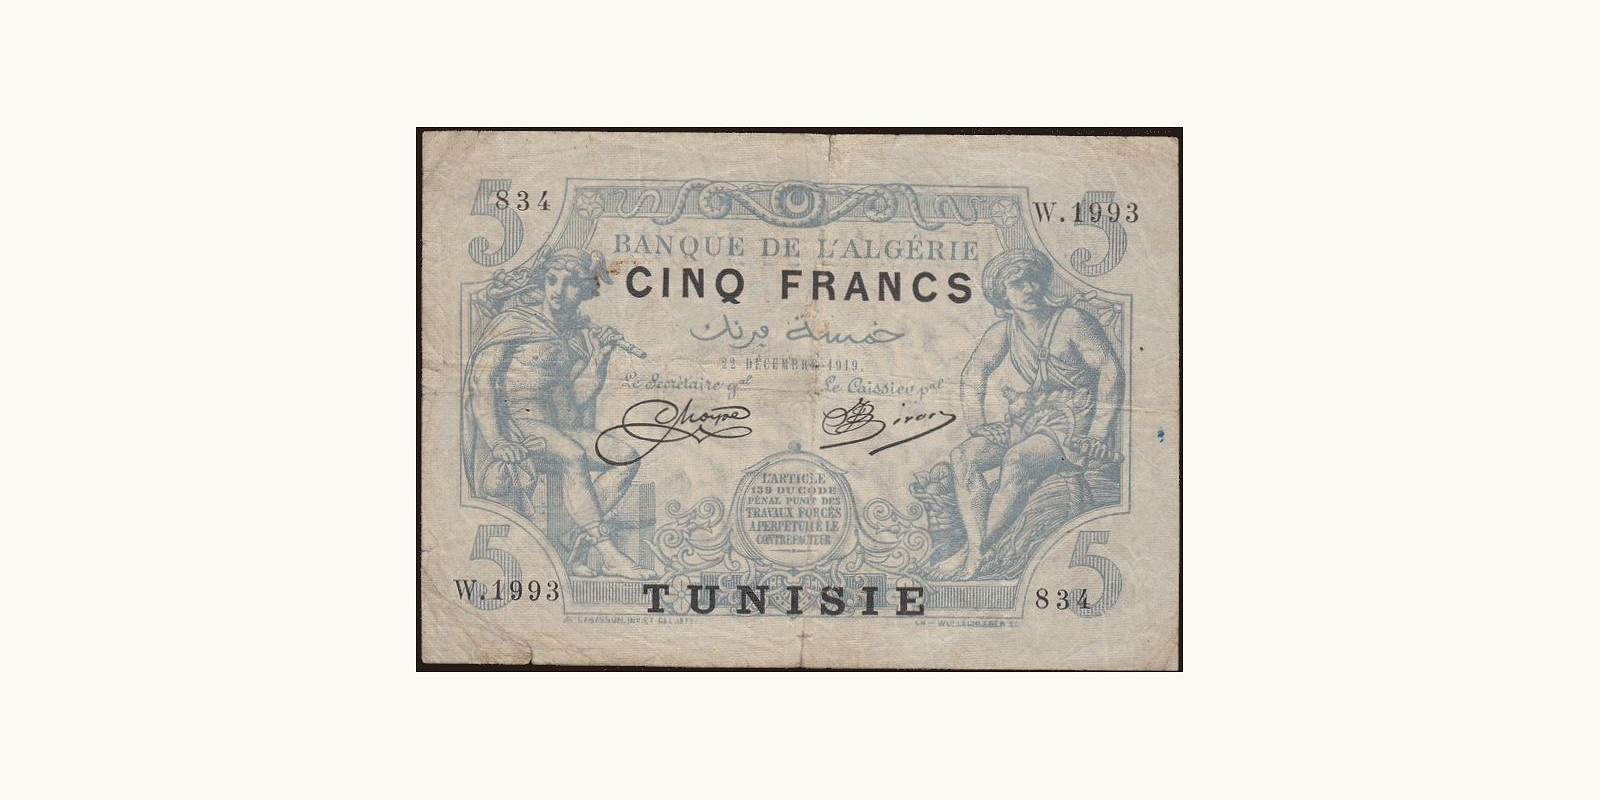 5 834
W.1993 5
BANQUE DE L'ALGÉRIE
CINQ FRANCS
خمسة فرنك
22 DÉCEMBRE 1919.
Le Secrétaire gal
Le Caissier pal
L'ARTICLE
139 DU CODE
PÉNAL PUNIT DES
TRAVAUX FORCÉS
A PERPÉTUITÉ LE
CONTREFACTEUR
5
5
W.1993
TUNISIE
834